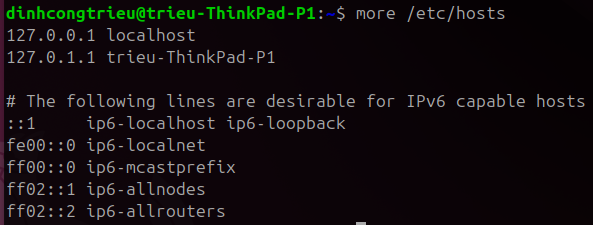 dinhcongtrieu@trieu-ThinkPad-P1:~$ more /etc/hosts
127.0.0.1 localhost
127.0.1.1 trieu-ThinkPad-P1
# The following lines are desirable for IPv6 capable hosts
::1     ip6-localhost ip6-loopback
fe00::0 ip6-localnet
ff00::0 ip6-mcastprefix
ff02::1 ip6-allnodes
ff02::2 ip6-allrouters